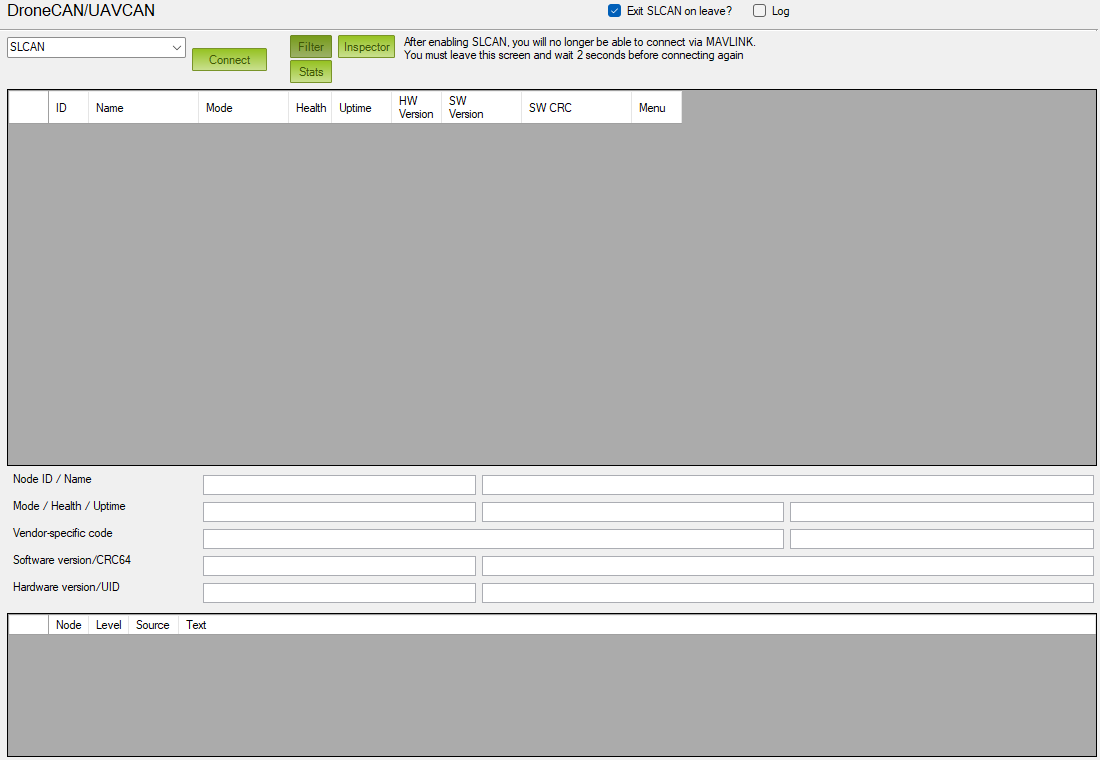 DroneCAN/UAVCAN
Exit SLCAN on leave?
Log
SLCAN
Connect
Filter
Inspector
Stats
After enabling SLCAN, you will no longer be able to connect via MAVLINK.
You must leave this screen and wait 2 seconds before connecting again
ID
Name
Mode
Health
Uptime
HW
Version
SW
Version
SW CRC
Menu
Node ID / Name
Mode / Health / Uptime
Vendor-specific code
Software version/CRC64
Hardware version/UID
Node
Level
Source
Text